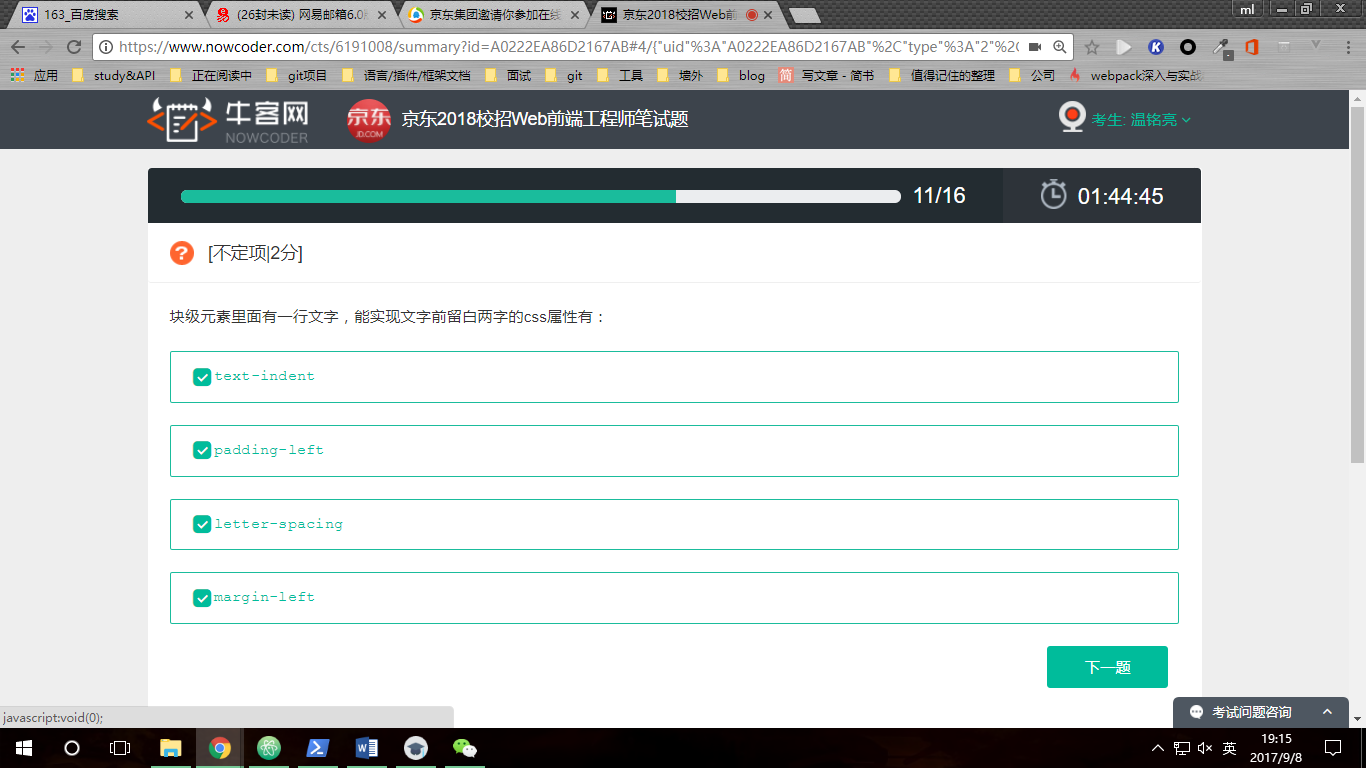 163_百度搜索
(26封未读) 网易邮箱6.0
京东集团邀请你参加在线
京东2018校招Web前
ml
https://www.nowcoder.com/cts/6191008/summary?id=A0222EA86D2167AB#4/{"uid"%3A"A0222EA86D2167AB"%2C"type"%3A"2"%2C
应用 study&API 正在阅读中 git项目 语言/插件/框架文档 面试 git 工具 墙外 blog 简 写文章 - 简书 值得记住的整理 公司 webpack深入与实战
牛客网
NOWCODER
京东
JD.COM
京东2018校招Web前端工程师笔试题
考生: 温铭亮
11/16
01:44:45
? [不定项|2分]
块级元素里面有一行文字，能实现文字前留白两字的css属性有：
text-indent
padding-left
letter-spacing
margin-left
下一题
考试问题咨询
javascript:void(0);
英
19:15
2017/9/8